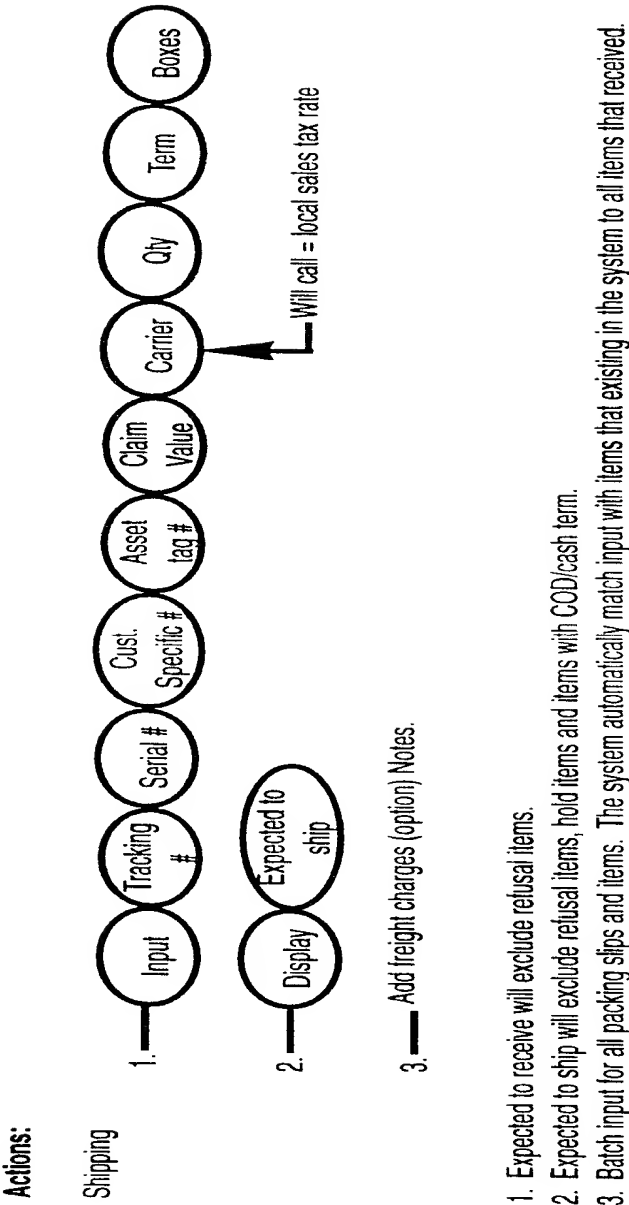 Actions:
Shipping
1.
Input
Tracking
#
Serial #
Cust.
Specific #
Asset
tag #
Claim
Value
Carrier
Qty
Term
Boxes
Will call = local sales tax rate
2.
Display
Expected to
ship
3.
Add freight charges (option) Notes.
1. Expected to receive will exclude refusal items.
2. Expected to ship will exclude refusal items, hold items and items with COD/cash term.
3. Batch input for all packing slips and items. The system automatically match input with items that existing in the system to all items that received.